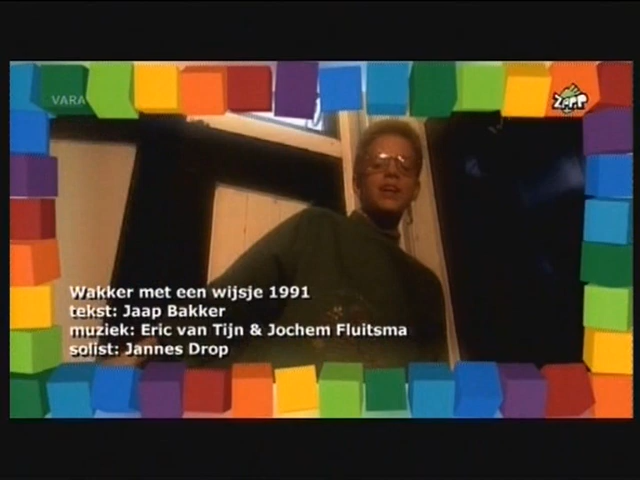 VARA
ZAPP
Wakker met een wijsje 1991
tekst: Jaap Bakker
muziek: Eric van Tijn & Jochem Fluitsma
solist: Jannes Drop